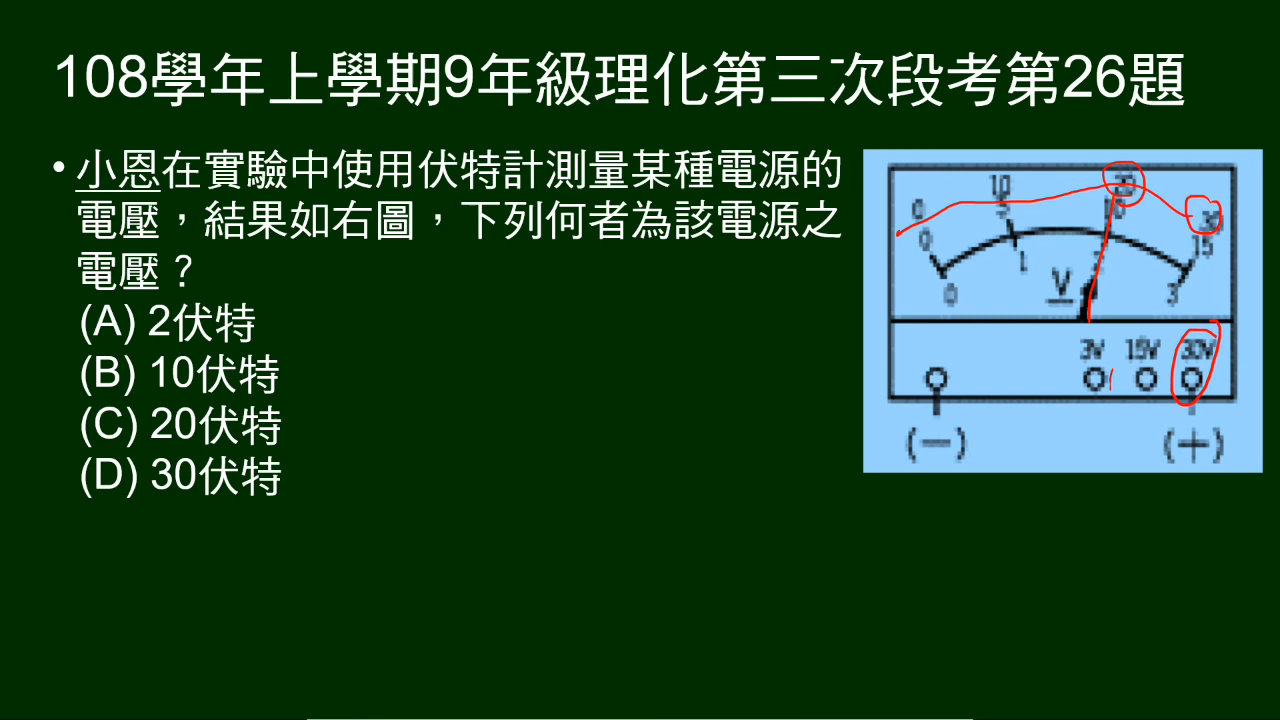 108學年上學期9年級理化第三次段考第26題
• 小恩在實驗中使用伏特計測量某種電源的
電壓，結果如右圖，下列何者為該電源之
電壓？
(A) 2伏特
(B) 10伏特
(C) 20伏特
(D) 30伏特
0 10 20 30
0 5 10 15
0 1 2 3
V
3V 15V 30V
(－) (＋)